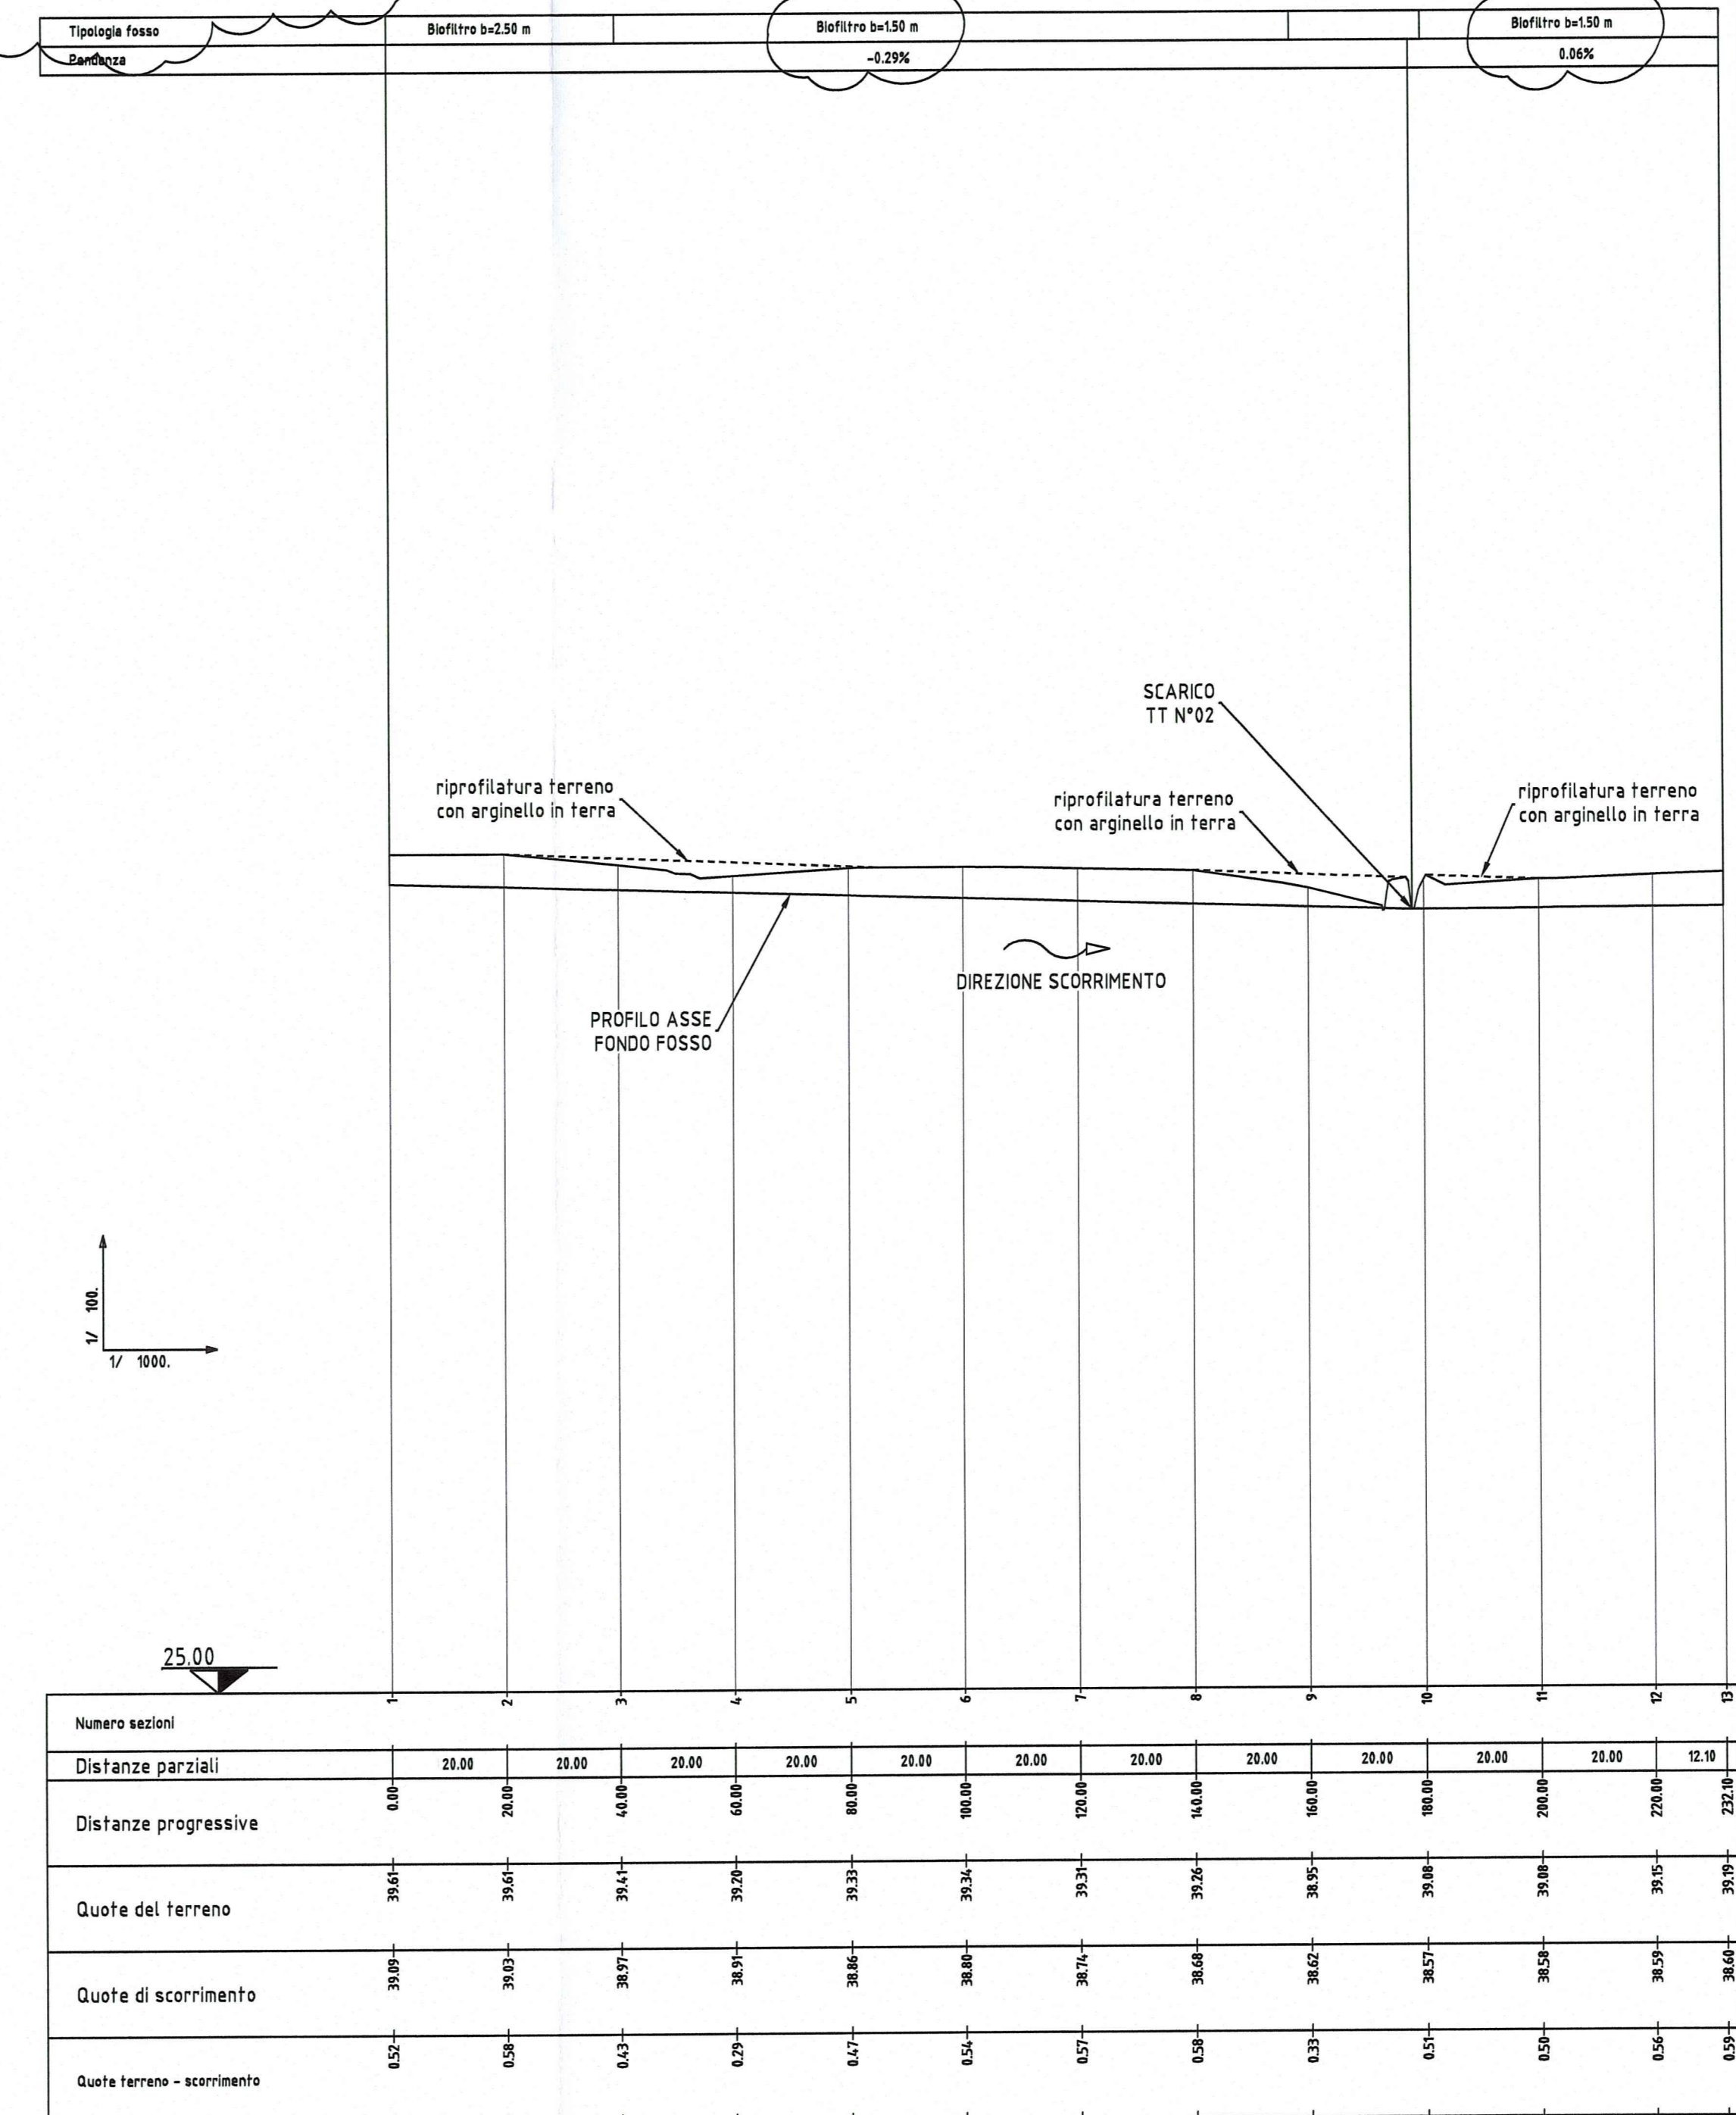 Tipologia fosso Biofiltro b=2.50 m Biofiltro b=1.50 m Biofiltro b=1.50 m
Pendenza -0.29% 0.06%
SCARICO
TT N°02
riprofilatura terreno
con arginello in terra
riprofilatura terreno
con arginello in terra
riprofilatura terreno
con arginello in terra
DIREZIONE SCORRIMENTO
PROFILO ASSE
FONDO FOSSO
1/ 100.
1/ 1000.
25.00
Numero sezioni 1 2 3 4 5 6 7 8 9 10 11 12 13
Distanze parziali 20.00 20.00 20.00 20.00 20.00 20.00 20.00 20.00 20.00 20.00 20.00 12.10
Distanze progressive 0.00 20.00 40.00 60.00 80.00 100.00 120.00 140.00 160.00 180.00 200.00 220.00 232.10
Quote del terreno 39.61 39.61 39.41 39.20 39.33 39.34 39.31 39.26 38.95 39.08 39.08 39.15 39.19
Quote di scorrimento 39.09 39.03 38.97 38.91 38.86 38.80 38.74 38.68 38.62 38.57 38.58 38.59 38.60
Quote terreno - scorrimento 0.52 0.58 0.43 0.29 0.47 0.54 0.57 0.58 0.33 0.51 0.50 0.56 0.59